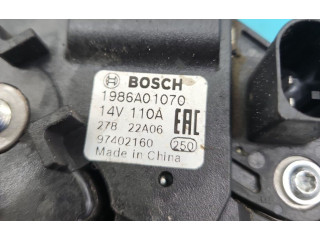 BOSCH
1986A01070
14V 110A
278 22A06 EAC
97402160 250
Made in China